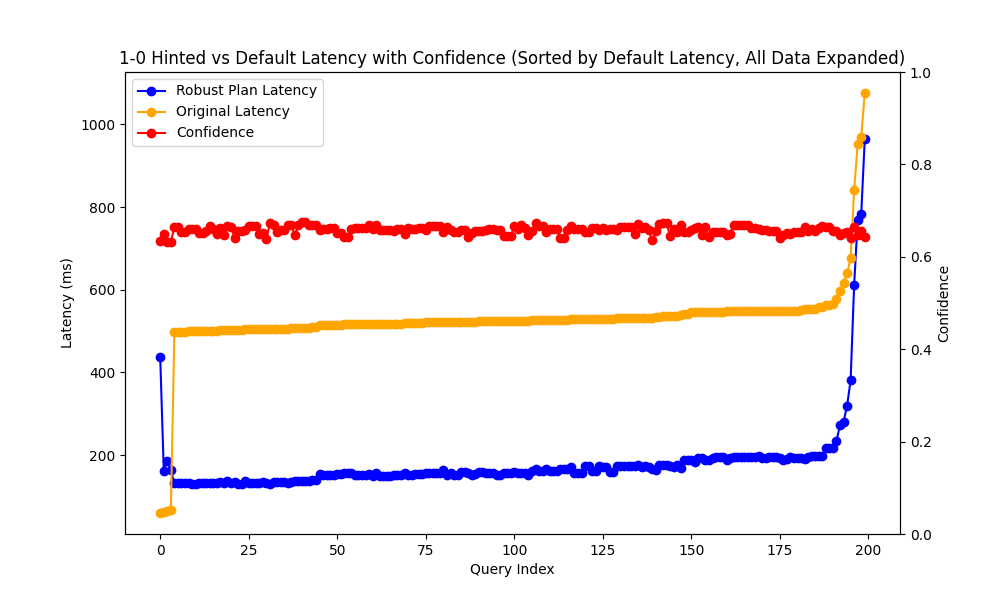 1-0 Hinted vs Default Latency with Confidence (Sorted by Default Latency, All Data Expanded)
Robust Plan Latency
Original Latency
Confidence
1000
800
600
400
200
Latency (ms)
1.0
0.8
0.6
0.4
0.2
0.0
Confidence
0 25 50 75 100 125 150 175 200
Query Index